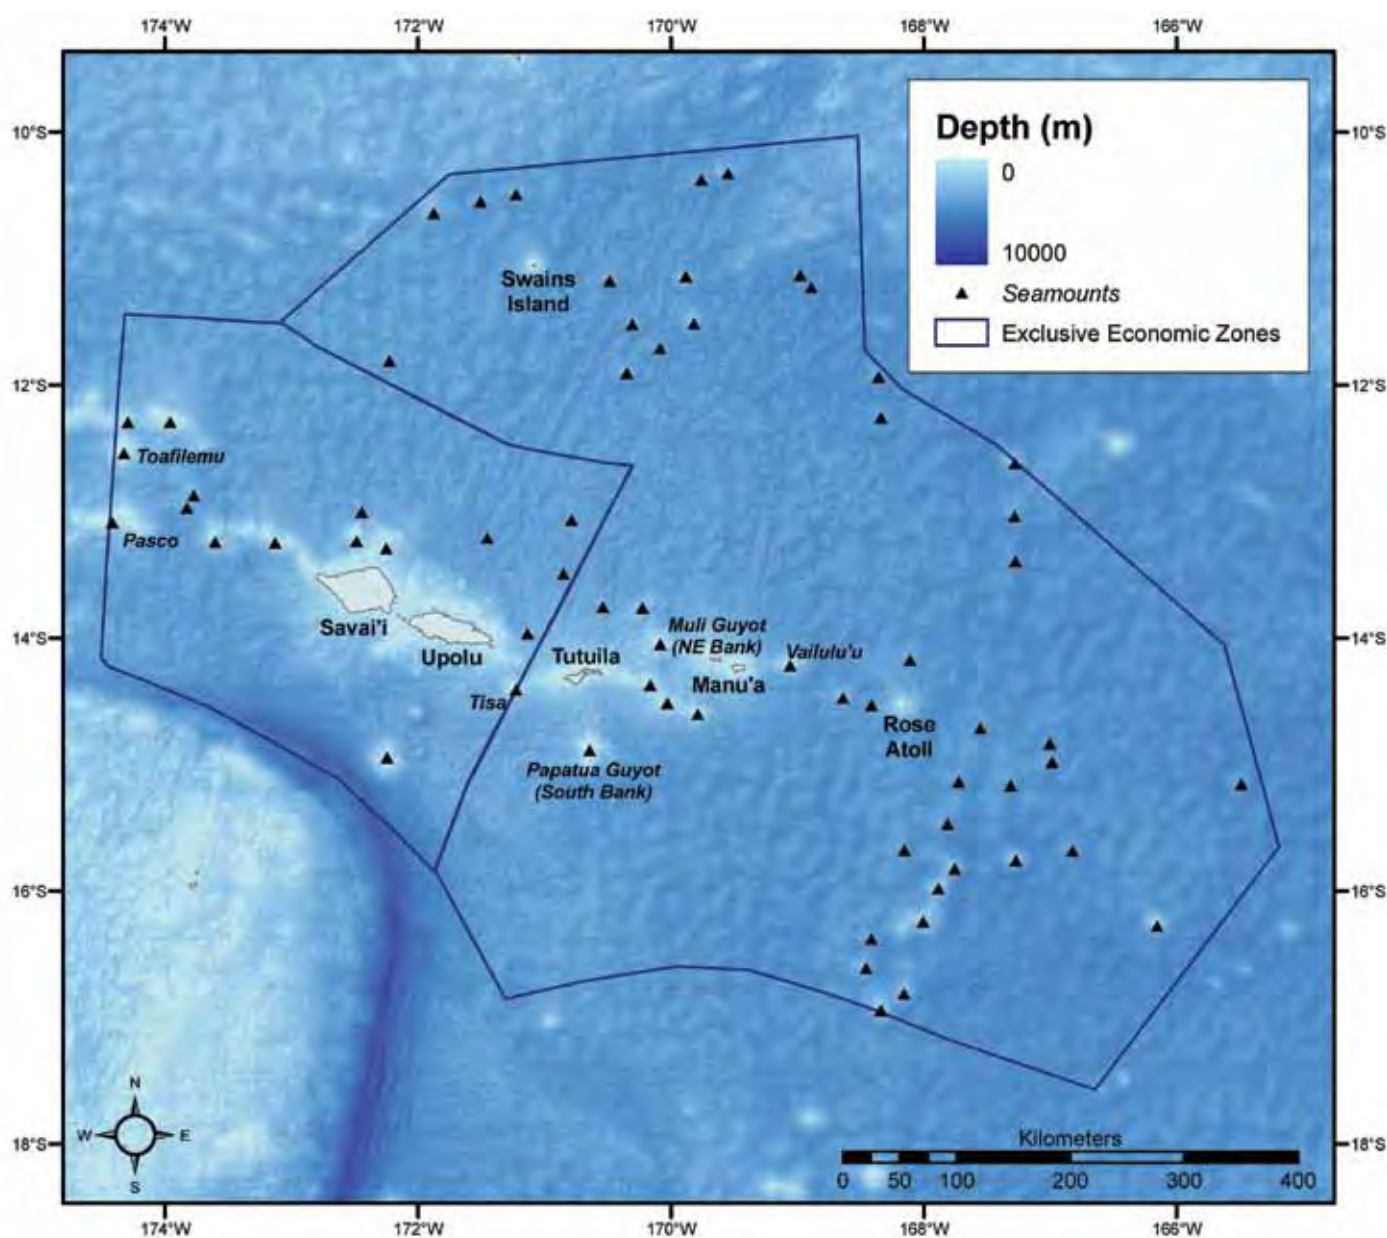 174°W 172°W 170°W 168°W 166°W
10°S 10°S
Depth (m)
0
10000
Seamounts
Exclusive Economic Zones
Swains
Island
12°S 12°S
Toafilemu
Pasco
Savai'i
Upolu
14°S 14°S
Muli Guyot
(NE Bank)
Vailulu'u
Tutuila
Manu'a
Tisa
Rose
Atoll
Papatua Guyot
(South Bank)
16°S 16°S
N
W E
S
18°S 18°S
Kilometers
0 50 100 200 300 400
174°W 172°W 170°W 168°W 166°W